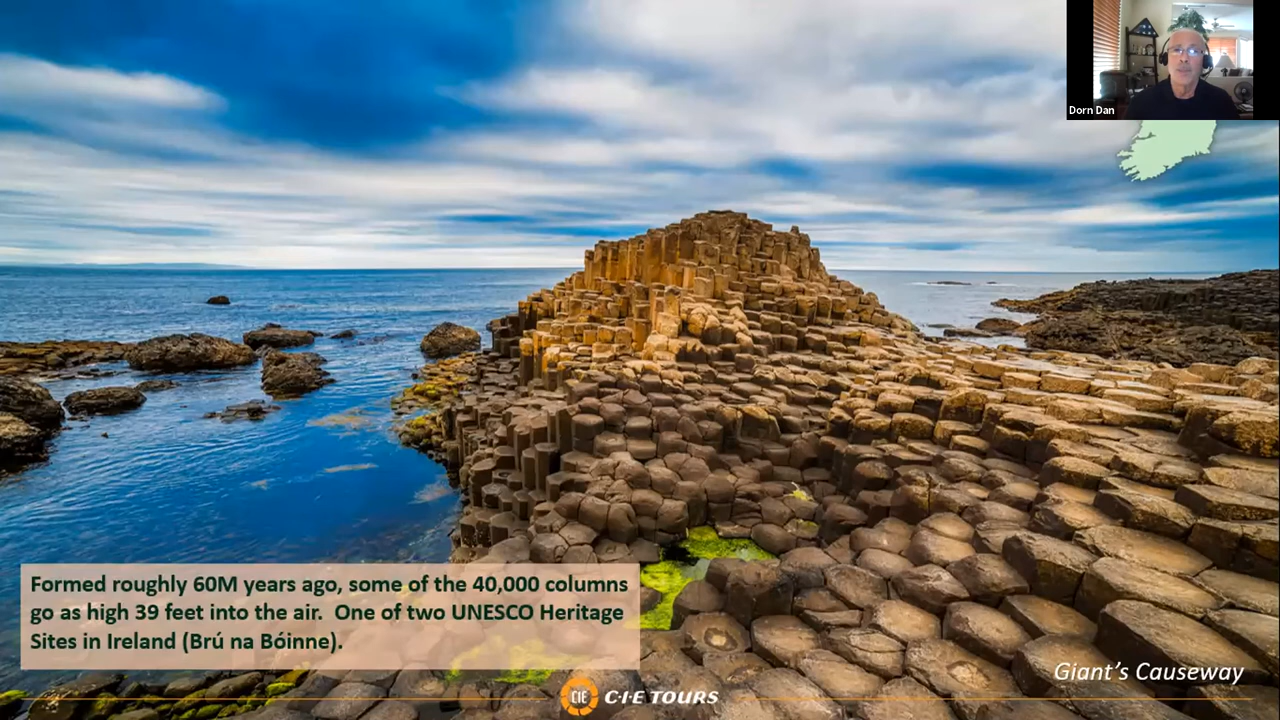 Dorn Dan
Formed roughly 60M years ago, some of the 40,000 columns
go as high 39 feet into the air. One of two UNESCO Heritage
Sites in Ireland (Brú na Bóinne).
Giant's Causeway
CIE C·I·E TOURS